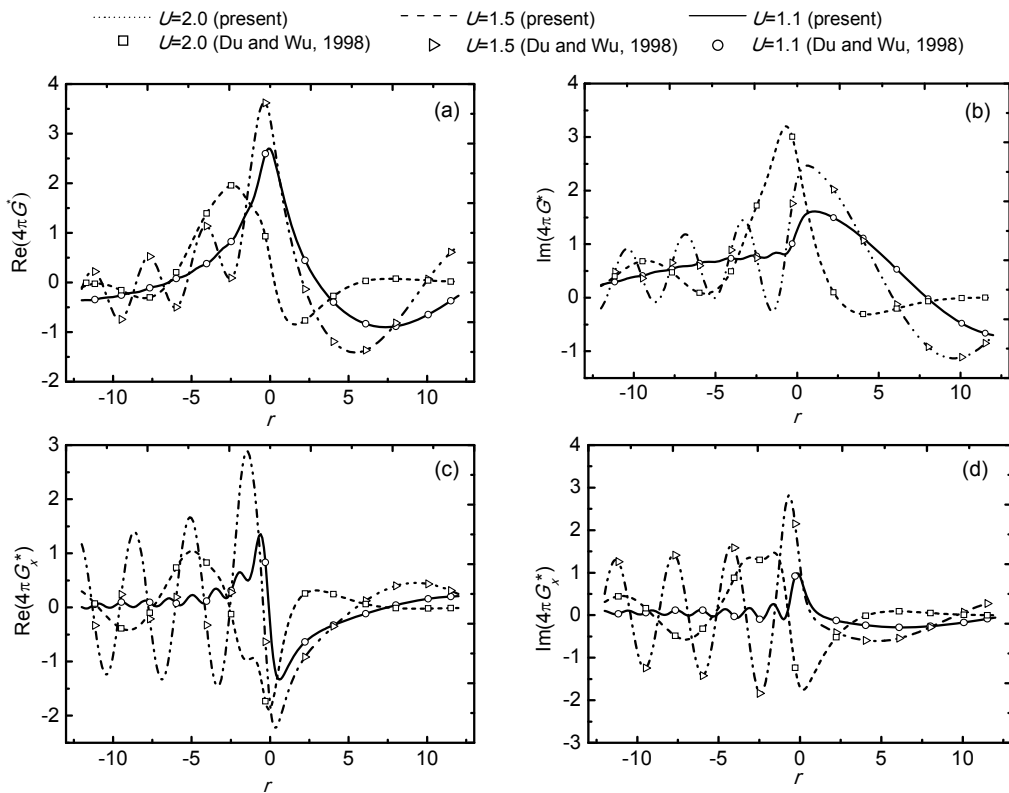 U=2.0 (present) U=1.5 (present) U=1.1 (present)
U=2.0 (Du and Wu, 1998) U=1.5 (Du and Wu, 1998) U=1.1 (Du and Wu, 1998)
(a)
Re(4πG*)
4
3
2
1
0
-1
-2
-10 -5 0 5 10
r
(b)
Im(4πG*)
4
3
2
1
0
-1
-10 -5 0 5 10
r
(c)
Re(4πGx*)
3
2
1
0
-1
-2
-10 -5 0 5 10
r
(d)
Im(4πGx*)
4
3
2
1
0
-1
-2
-3
-10 -5 0 5 10
r